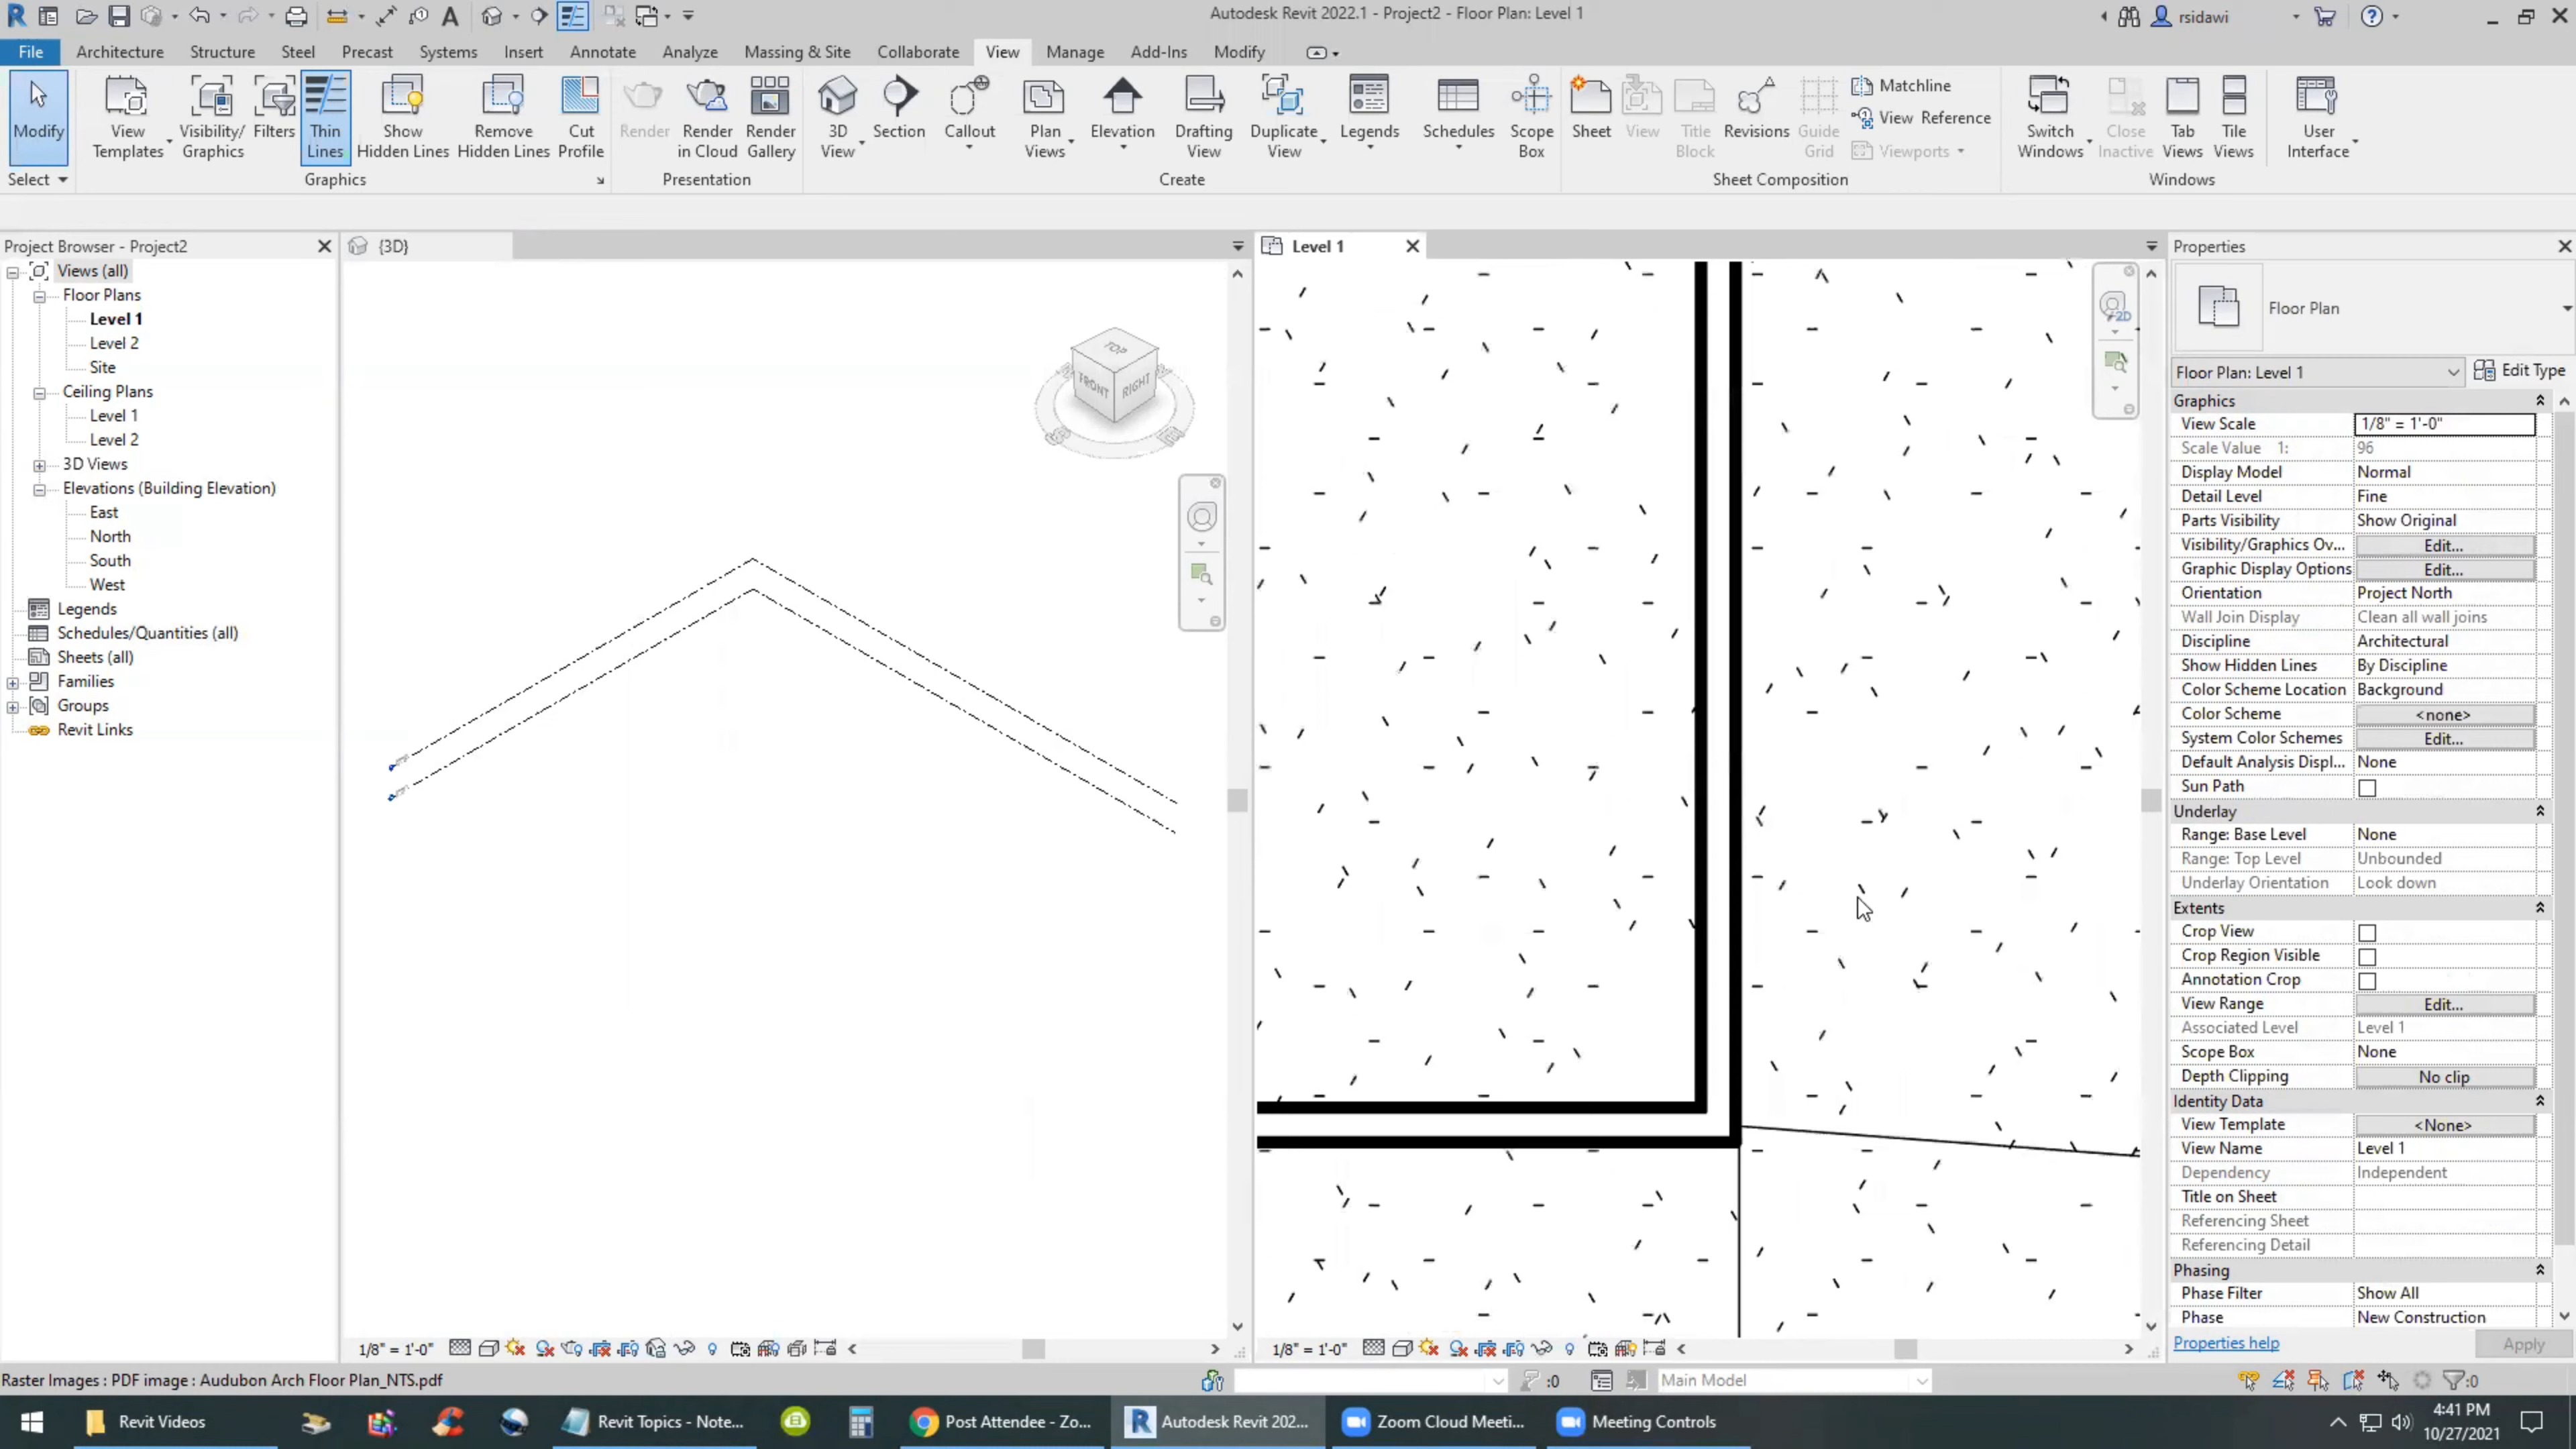 Autodesk Revit 2022.1 - Project2 - Floor Plan: Level 1
rsidawi
File Architecture Structure Steel Precast Systems Insert Annotate Analyze Massing & Site Collaborate View Manage Add-Ins Modify
Modify
View Templates
Visibility/ Graphics
Filters
Thin Lines
Show Hidden Lines
Remove Hidden Lines
Cut Profile
Render
Render in Cloud
Render Gallery
3D View
Section
Callout
Plan Views
Elevation
Drafting View
Duplicate View
Legends
Schedules
Scope Box
Sheet
View
Title Block
Revisions
Guide Grid
Matchline
View Reference
Viewports
Switch Windows
Close Inactive
Tab Views
Tile Views
User Interface
Select Graphics Presentation Create Sheet Composition Windows
Project Browser - Project2
Views (all)
Floor Plans
Level 1
Level 2
Site
Ceiling Plans
Level 1
Level 2
3D Views
Elevations (Building Elevation)
East
North
South
West
Legends
Schedules/Quantities (all)
Sheets (all)
Families
Groups
Revit Links
{3D}
TOP
FRONT
RIGHT
1/8" = 1'-0"
Level 1
2D
1/8" = 1'-0"
Properties
Floor Plan
Floor Plan: Level 1 Edit Type
Graphics
View Scale 1/8" = 1'-0"
Scale Value 1: 96
Display Model Normal
Detail Level Fine
Parts Visibility Show Original
Visibility/Graphics Ov... Edit...
Graphic Display Options Edit...
Orientation Project North
Wall Join Display Clean all wall joins
Discipline Architectural
Show Hidden Lines By Discipline
Color Scheme Location Background
Color Scheme <none>
System Color Schemes Edit...
Default Analysis Displ... None
Sun Path
Underlay
Range: Base Level None
Range: Top Level Unbounded
Underlay Orientation Look down
Extents
Crop View
Crop Region Visible
Annotation Crop
View Range Edit...
Associated Level Level 1
Scope Box None
Depth Clipping No clip
Identity Data
View Template <None>
View Name Level 1
Dependency Independent
Title on Sheet
Referencing Sheet
Referencing Detail
Phasing
Phase Filter Show All
Phase New Construction
Properties help Apply
Raster Images : PDF image : Audubon Arch Floor Plan_NTS.pdf
:0
Main Model
:0
Revit Videos
Revit Topics - Note...
Post Attendee - Zo...
Autodesk Revit 202...
Zoom Cloud Meeti...
Meeting Controls
4:41 PM
10/27/2021